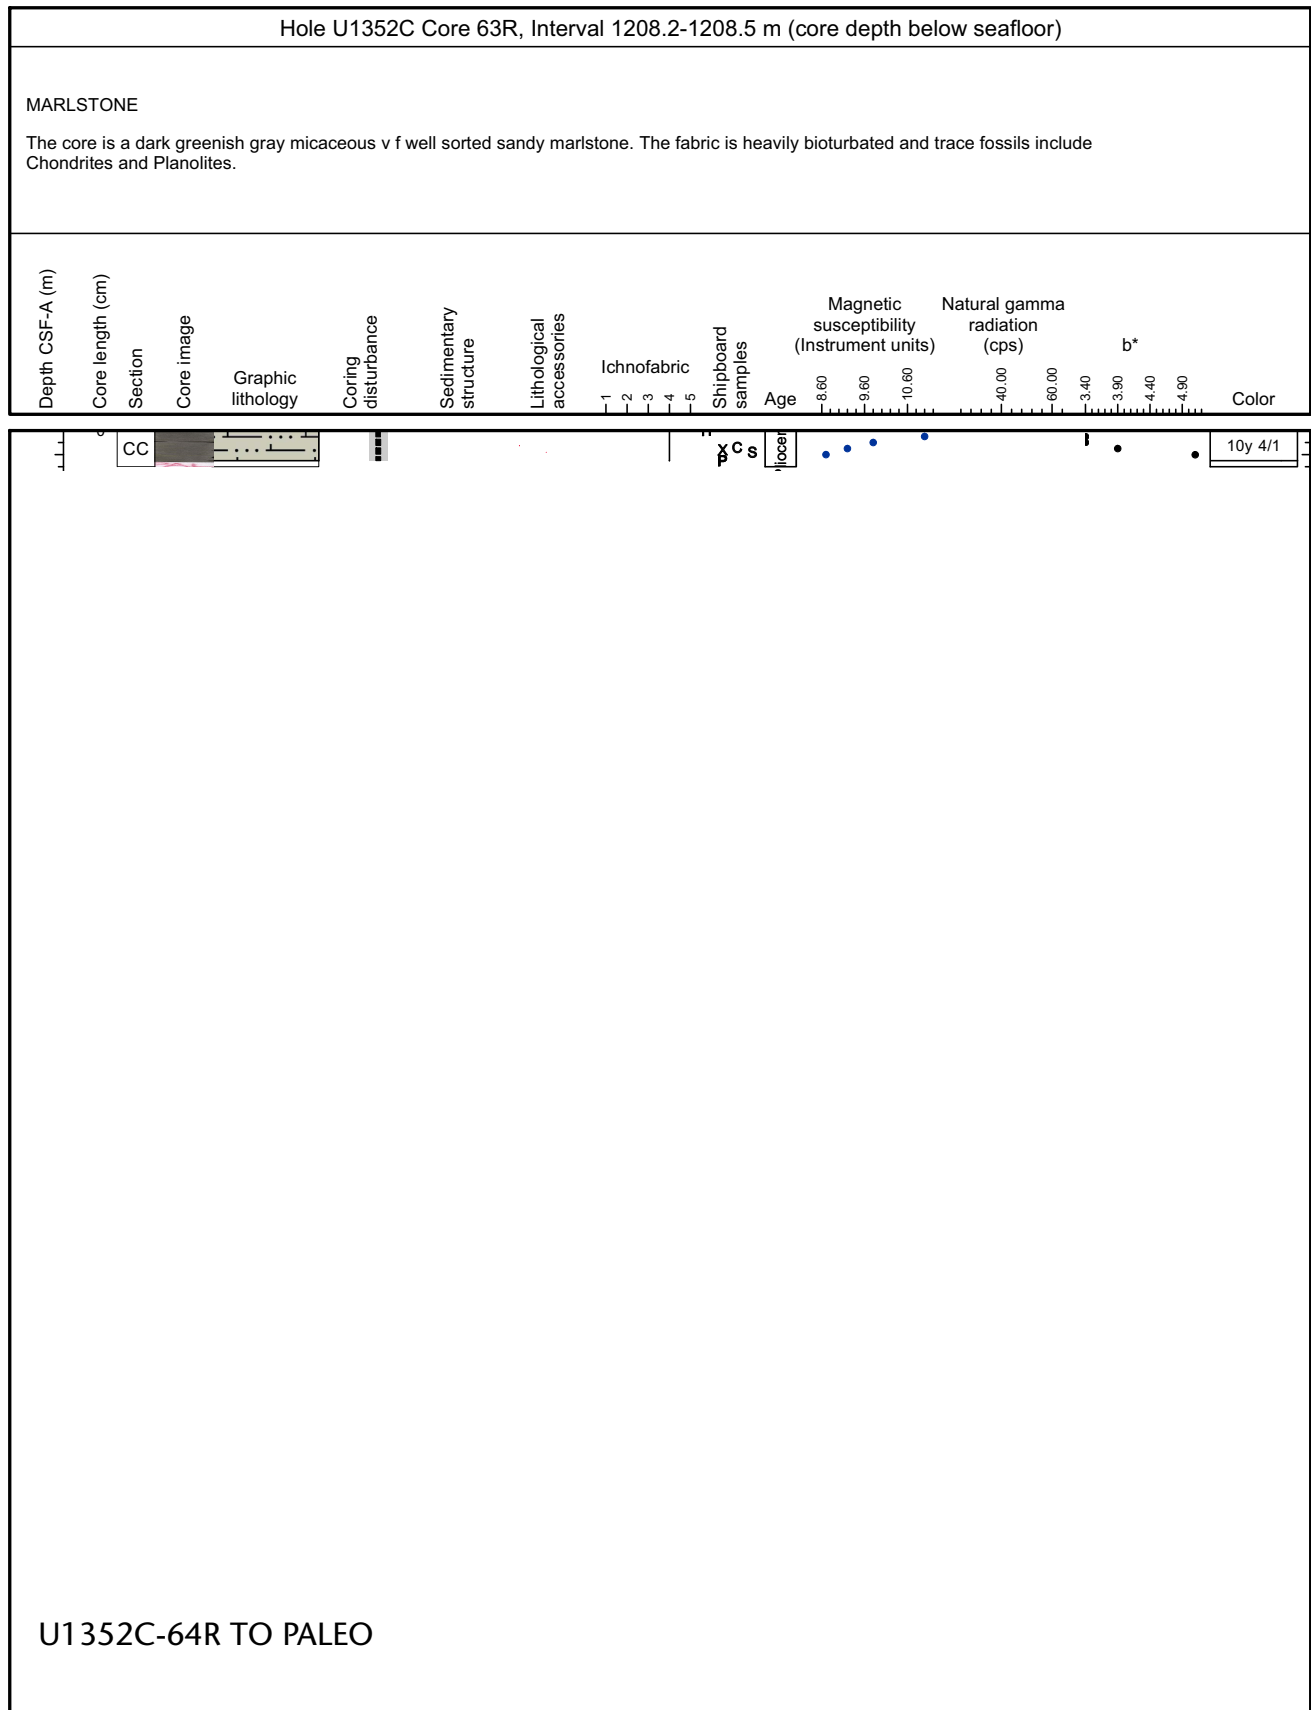 Hole U1352C Core 63R, Interval 1208.2-1208.5 m (core depth below seafloor)
MARLSTONE
The core is a dark greenish gray micaceous v f well sorted sandy marlstone. The fabric is heavily bioturbated and trace fossils include
Chondrites and Planolites.
Depth CSF-A (m)
Core length (cm)
Section
Core image
Graphic
lithology
Coring
disturbance
Sedimentary
structure
Lithological
accessories
Ichnofabric
1 2 3 4 5
Shipboard
samples
Age
Magnetic
susceptibility
(Instrument units)
8.60 9.60 10.60
Natural gamma
radiation
(cps)
40.00 60.00
b*
3.40 3.90 4.40 4.90
Color
CC
X C S
P
10y 4/1
U1352C-64R TO PALEO